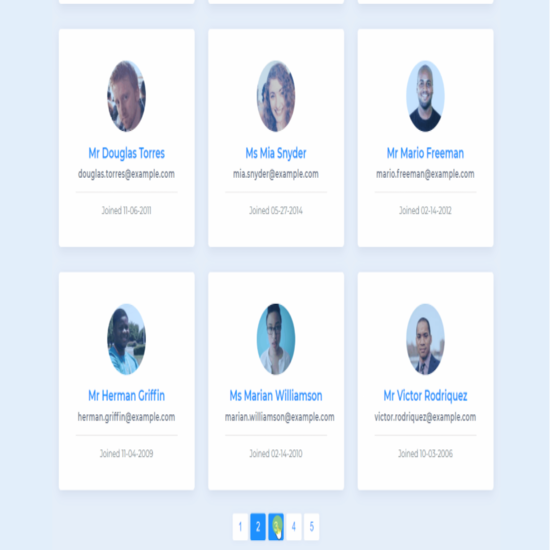 Mr Douglas Torres
douglas.torres@example.com
Joined 11-06-2011
Ms Mia Snyder
mia.snyder@example.com
Joined 05-27-2014
Mr Mario Freeman
mario.freeman@example.com
Joined 02-14-2012
Mr Herman Griffin
herman.griffin@example.com
Joined 11-04-2009
Ms Marian Williamson
marian.williamson@example.com
Joined 02-14-2010
Mr Victor Rodriquez
victor.rodriquez@example.com
Joined 10-03-2006
1 2 3 4 5